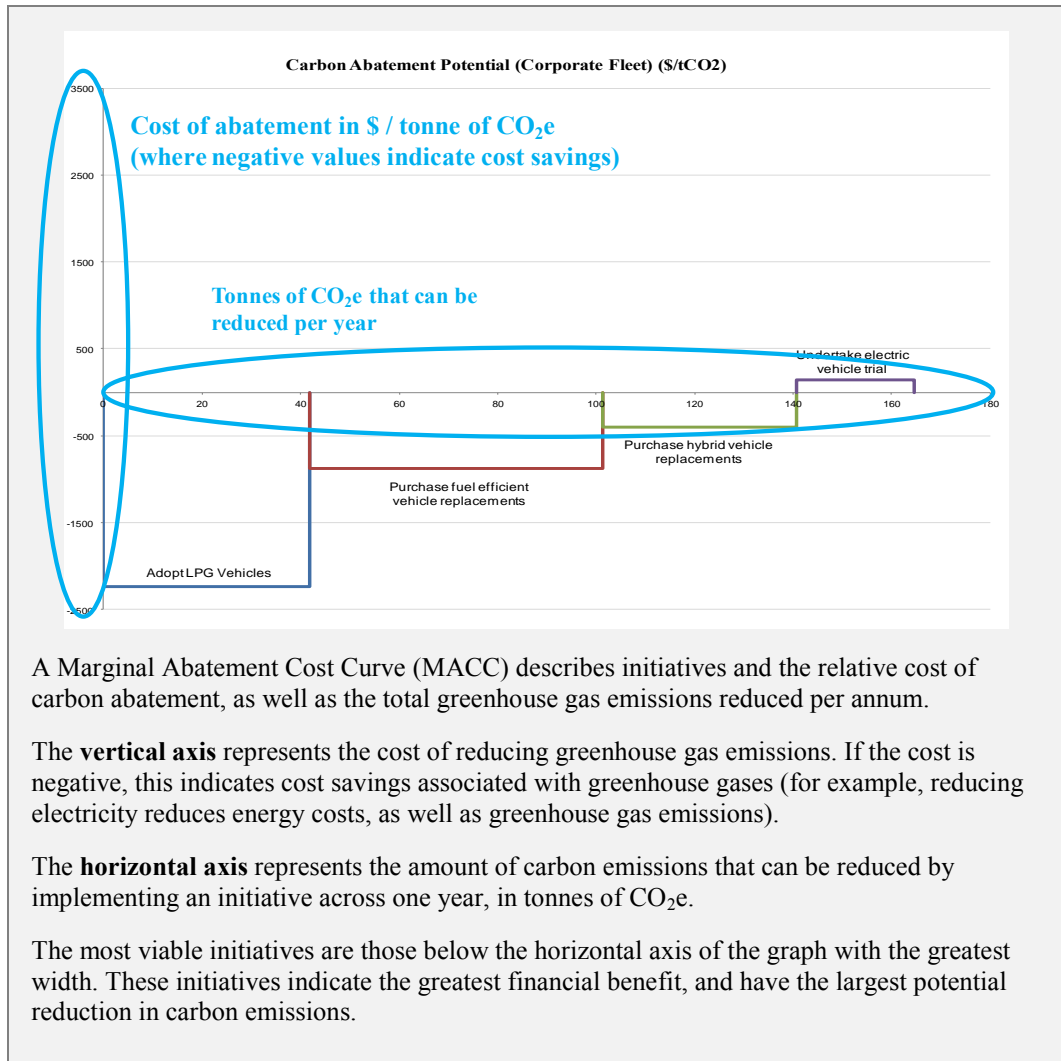 Carbon Abatement Potential (Corporate Fleet) ($/tCO2)
3500
Cost of abatement in $ / tonne of CO₂e
(where negative values indicate cost savings)
2500
1500
Tonnes of CO₂e that can be
reduced per year
500
Undertake electric
vehicle trial
0 20 40 60 80 100 120 140 160 180
-500
Purchase hybrid vehicle
replacements
Purchase fuel efficient
vehicle replacements
-1500
Adopt LPG Vehicles
-2500
A Marginal Abatement Cost Curve (MACC) describes initiatives and the relative cost of
carbon abatement, as well as the total greenhouse gas emissions reduced per annum.
The vertical axis represents the cost of reducing greenhouse gas emissions. If the cost is
negative, this indicates cost savings associated with greenhouse gases (for example, reducing
electricity reduces energy costs, as well as greenhouse gas emissions).
The horizontal axis represents the amount of carbon emissions that can be reduced by
implementing an initiative across one year, in tonnes of CO₂e.
The most viable initiatives are those below the horizontal axis of the graph with the greatest
width. These initiatives indicate the greatest financial benefit, and have the largest potential
reduction in carbon emissions.